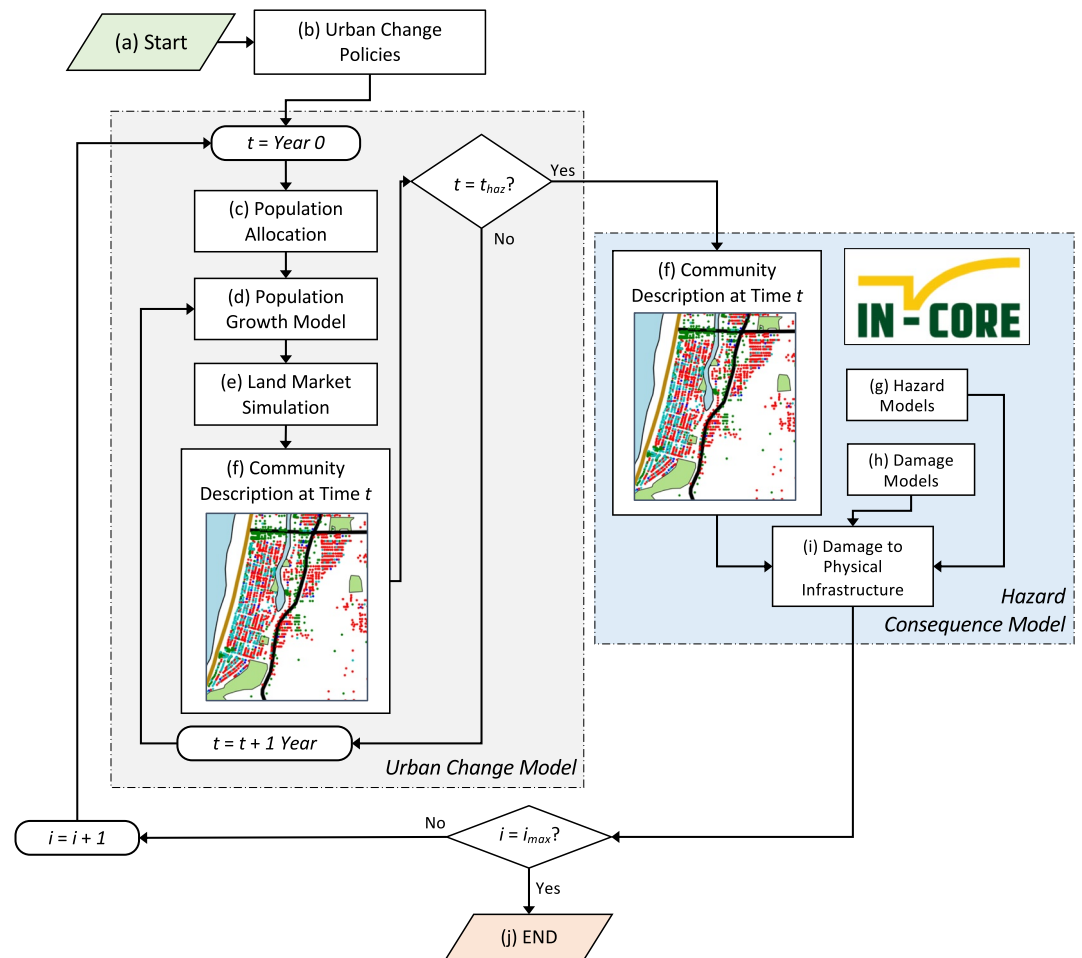 (a) Start
(b) Urban Change
Policies
t = Year 0
(c) Population
Allocation
(d) Population
Growth Model
(e) Land Market
Simulation
(f) Community
Description at Time t
t = t + 1 Year
Urban Change Model
t = thaz?
Yes
No
(f) Community
Description at Time t
IN-CORE
(g) Hazard
Models
(h) Damage
Models
(i) Damage to
Physical
Infrastructure
Hazard
Consequence Model
i = imax?
No
Yes
i = i + 1
(j) END